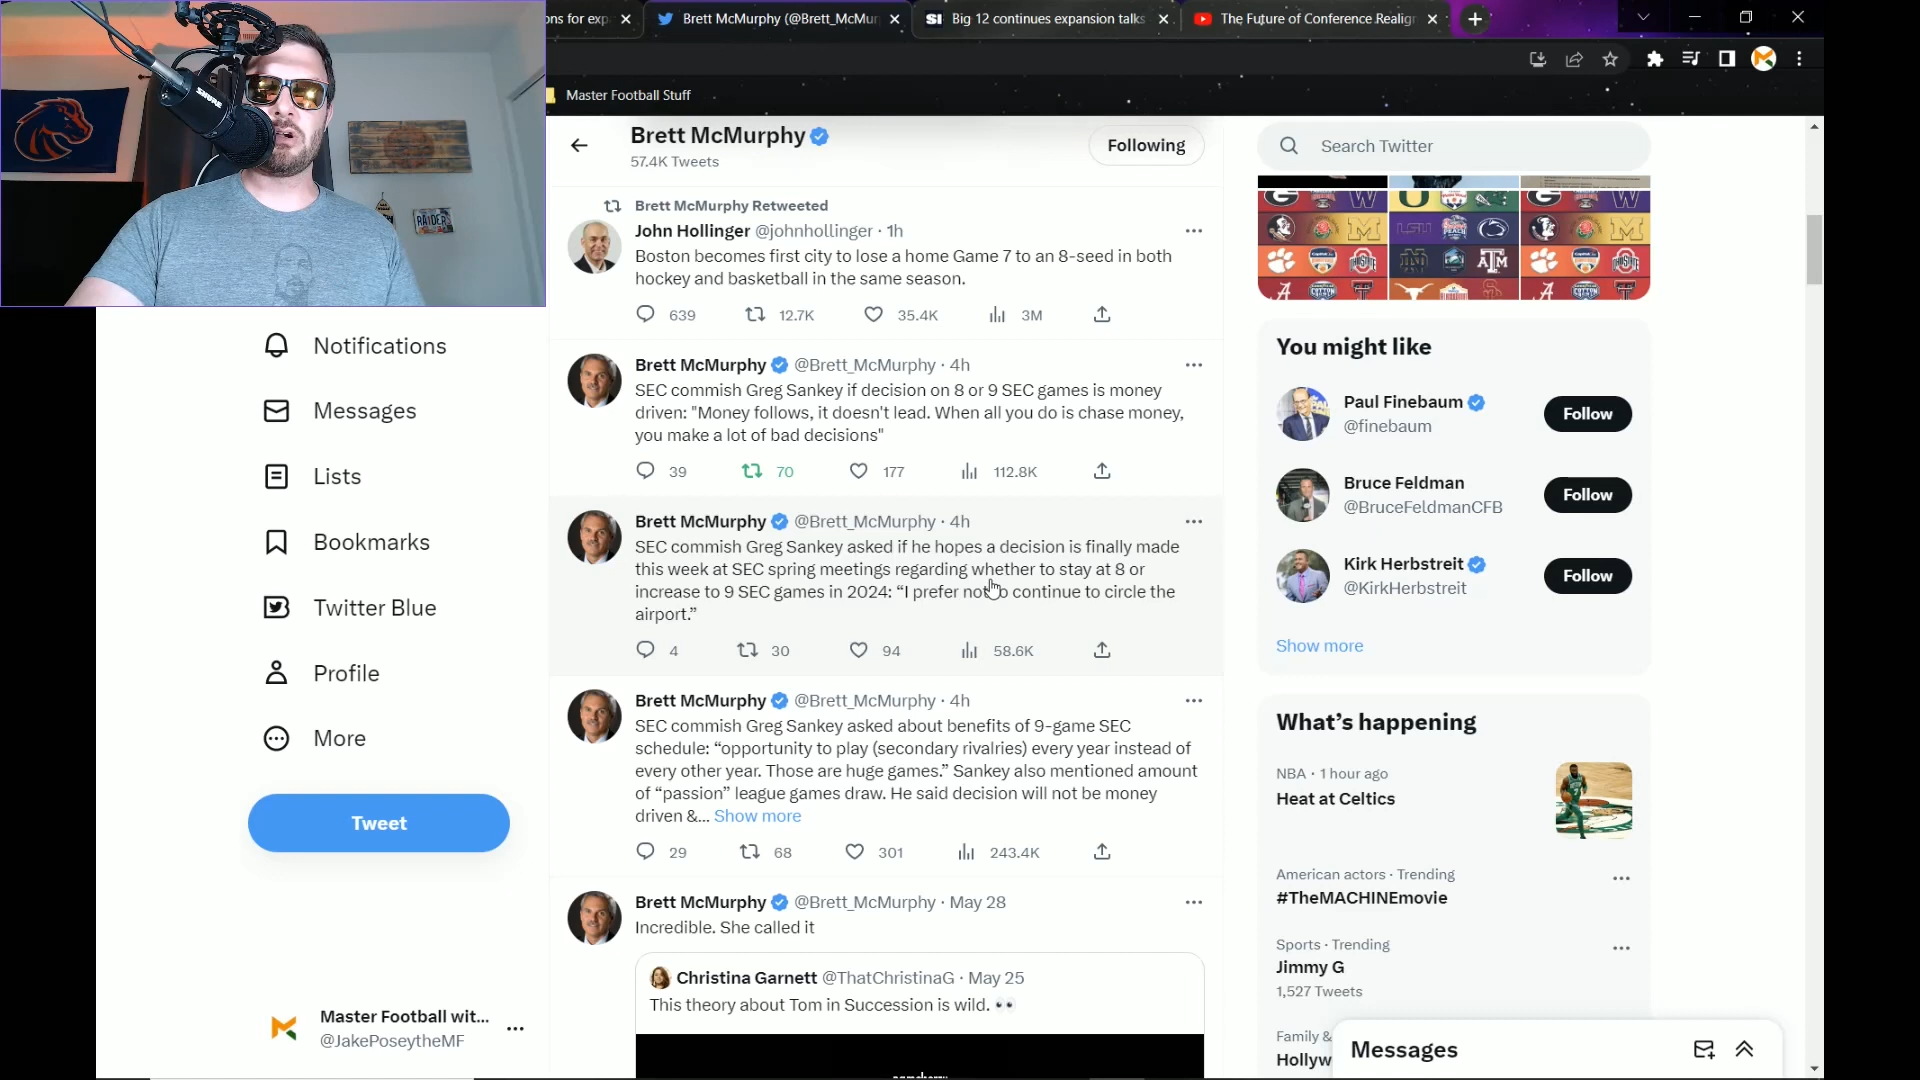 ons for exp
Brett McMurphy (@Brett_McMur
SI Big 12 continues expansion talks
The Future of Conference Realign
Master Football Stuff
SHURE
RAIDER
Brett McMurphy
57.4K Tweets
Following
Search Twitter
Brett McMurphy Retweeted
John Hollinger @johnhollinger · 1h
Boston becomes first city to lose a home Game 7 to an 8-seed in both
hockey and basketball in the same season.
639 12.7K 35.4K 3M
Brett McMurphy @Brett_McMurphy · 4h
SEC commish Greg Sankey if decision on 8 or 9 SEC games is money
driven: "Money follows, it doesn't lead. When all you do is chase money,
you make a lot of bad decisions"
39 70 177 112.8K
Brett McMurphy @Brett_McMurphy · 4h
SEC commish Greg Sankey asked if he hopes a decision is finally made
this week at SEC spring meetings regarding whether to stay at 8 or
increase to 9 SEC games in 2024: “I prefer not to continue to circle the
airport.”
4 30 94 58.6K
Brett McMurphy @Brett_McMurphy · 4h
SEC commish Greg Sankey asked about benefits of 9-game SEC
schedule: “opportunity to play (secondary rivalries) every year instead of
every other year. Those are huge games.” Sankey also mentioned amount
of “passion” league games draw. He said decision will not be money
driven &... Show more
29 68 301 243.4K
Brett McMurphy @Brett_McMurphy · May 28
Incredible. She called it
Christina Garnett @ThatChristinaG · May 25
This theory about Tom in Succession is wild. 👀
Notifications
Messages
Lists
Bookmarks
Twitter Blue
Profile
More
Tweet
Master Football wit...
@JakePoseytheMF
You might like
Paul Finebaum
@finebaum
Follow
Bruce Feldman
@BruceFeldmanCFB
Follow
Kirk Herbstreit
@KirkHerbstreit
Follow
Show more
What’s happening
NBA · 1 hour ago
Heat at Celtics
American actors · Trending
#TheMACHINEmovie
Sports · Trending
Jimmy G
1,527 Tweets
Family &
Hollyw
Messages